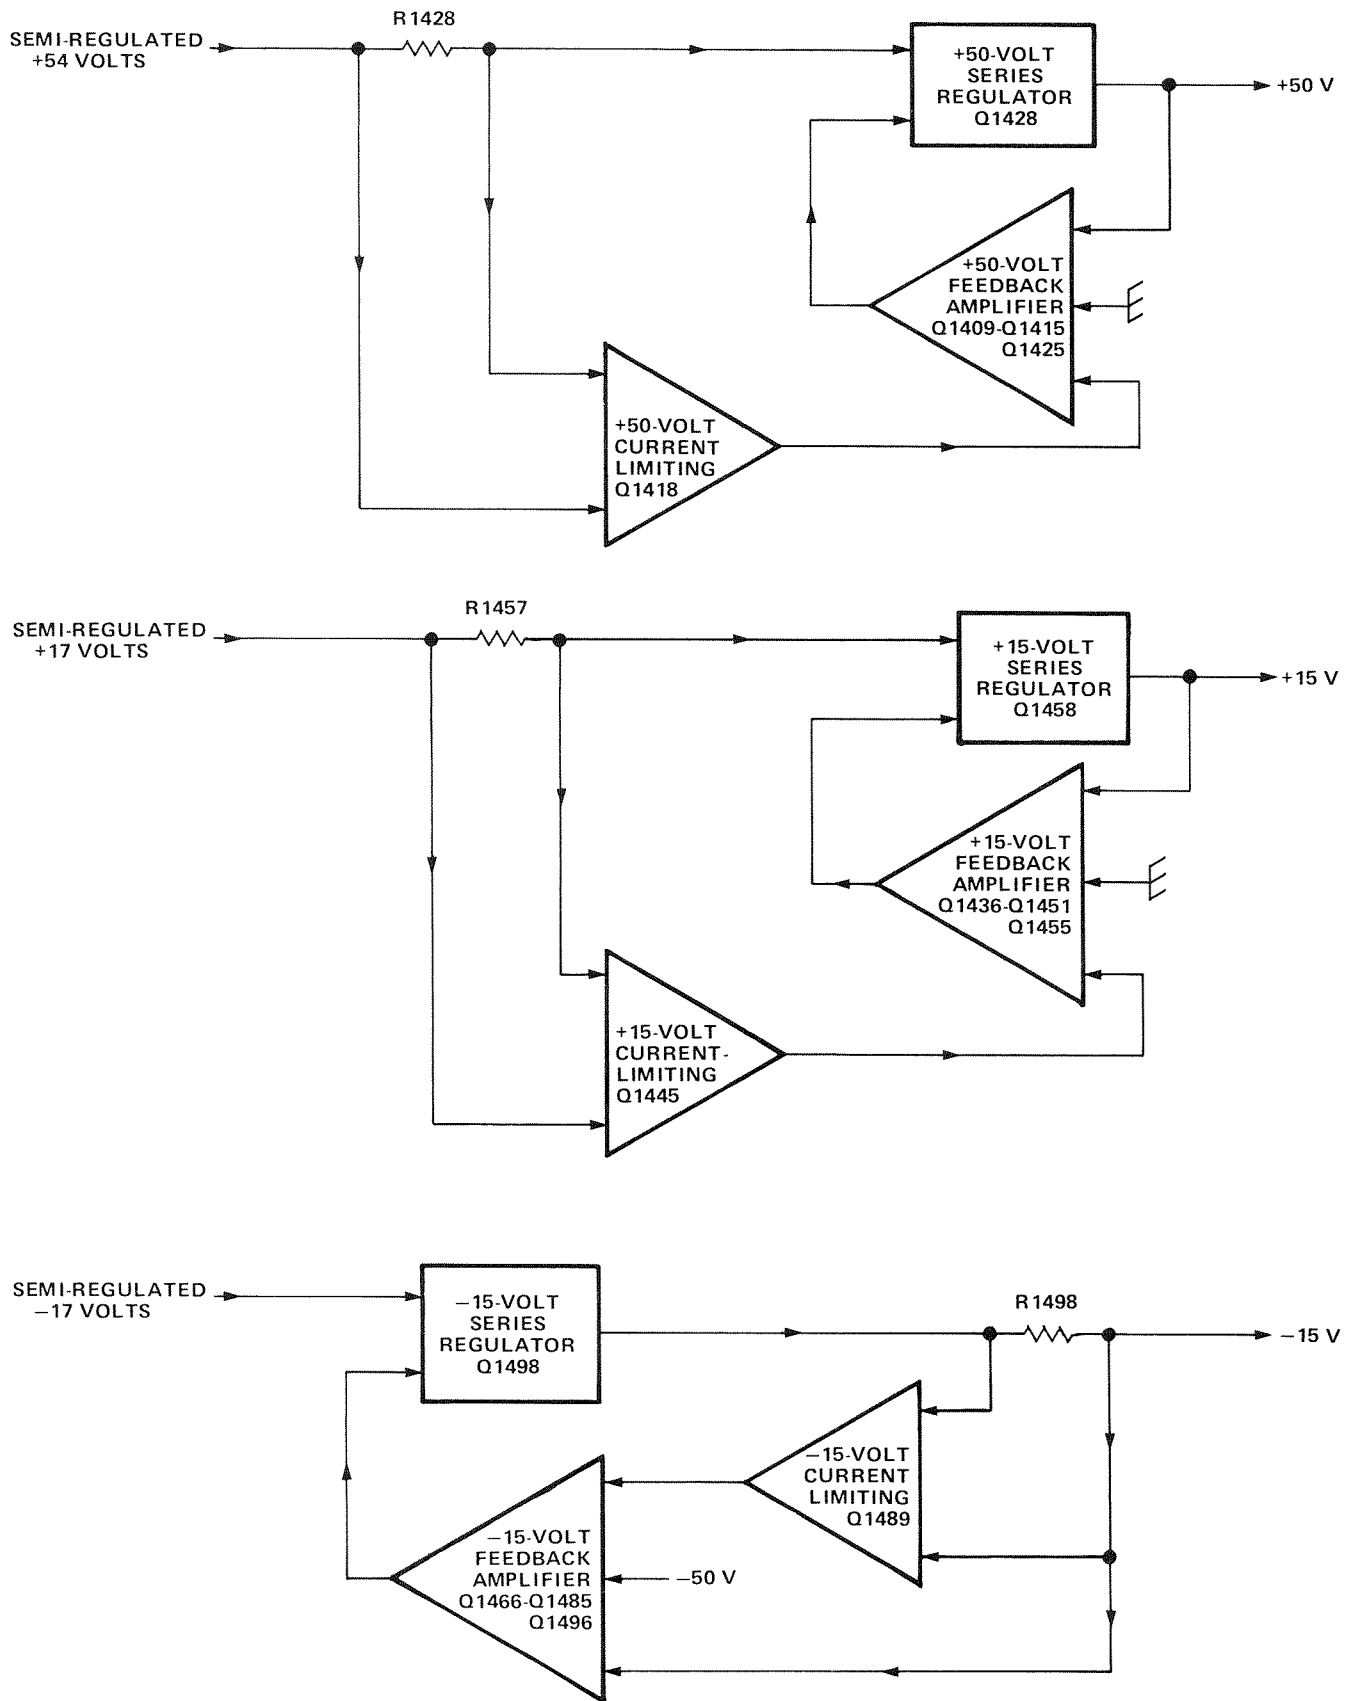 R1428
SEMI-REGULATED
+54 VOLTS
+50-VOLT
SERIES
REGULATOR
Q1428
+50 V
+50-VOLT
FEEDBACK
AMPLIFIER
Q1409-Q1415
Q1425
+50-VOLT
CURRENT
LIMITING
Q1418
R1457
SEMI-REGULATED
+17 VOLTS
+15-VOLT
SERIES
REGULATOR
Q1458
+15 V
+15-VOLT
FEEDBACK
AMPLIFIER
Q1436-Q1451
Q1455
+15-VOLT
CURRENT-
LIMITING
Q1445
SEMI-REGULATED
−17 VOLTS
−15-VOLT
SERIES
REGULATOR
Q1498
R1498
−15 V
−15-VOLT
CURRENT
LIMITING
Q1489
−15-VOLT
FEEDBACK
AMPLIFIER
Q1466-Q1485
Q1496
−50 V